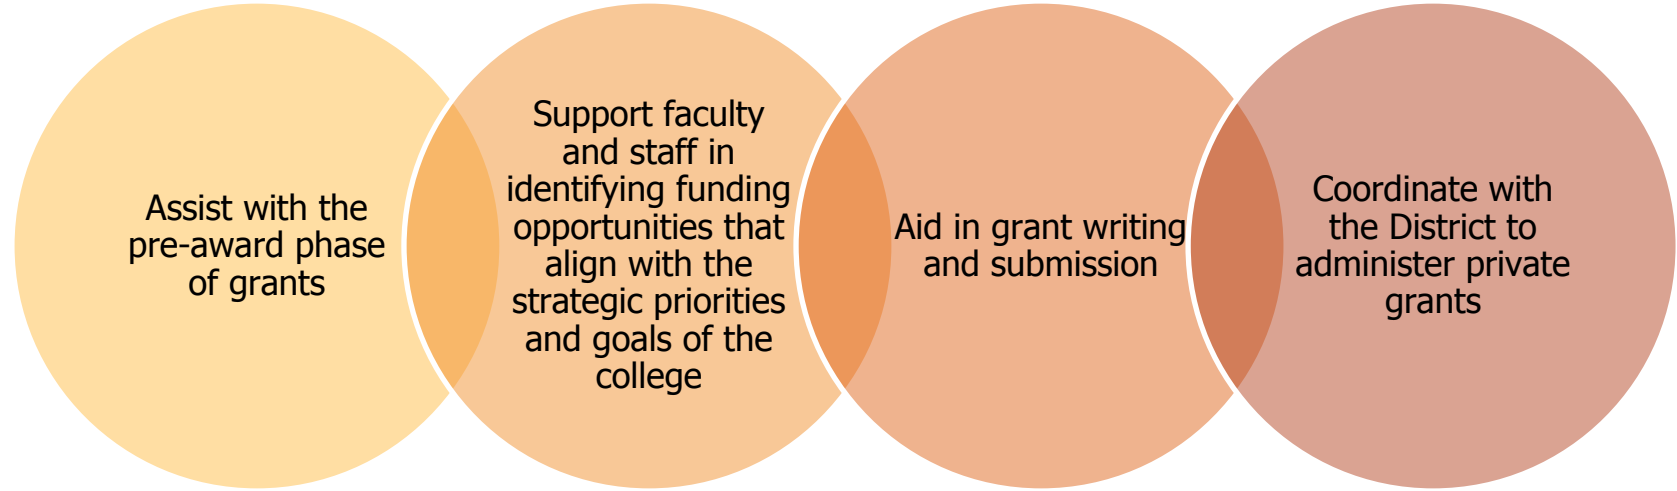 Assist with the
pre-award phase
of grants
Support faculty
and staff in
identifying funding
opportunities that
align with the
strategic priorities
and goals of the
college
Aid in grant writing
and submission
Coordinate with
the District to
administer private
grants